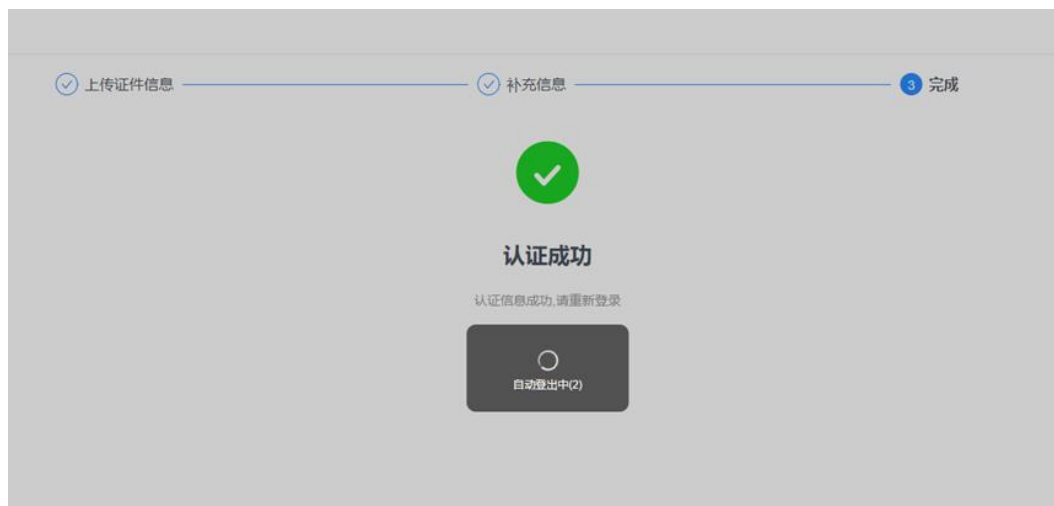 上传证件信息
补充信息
3 完成
认证成功
认证信息成功,请重新登录
自动登出中(2)